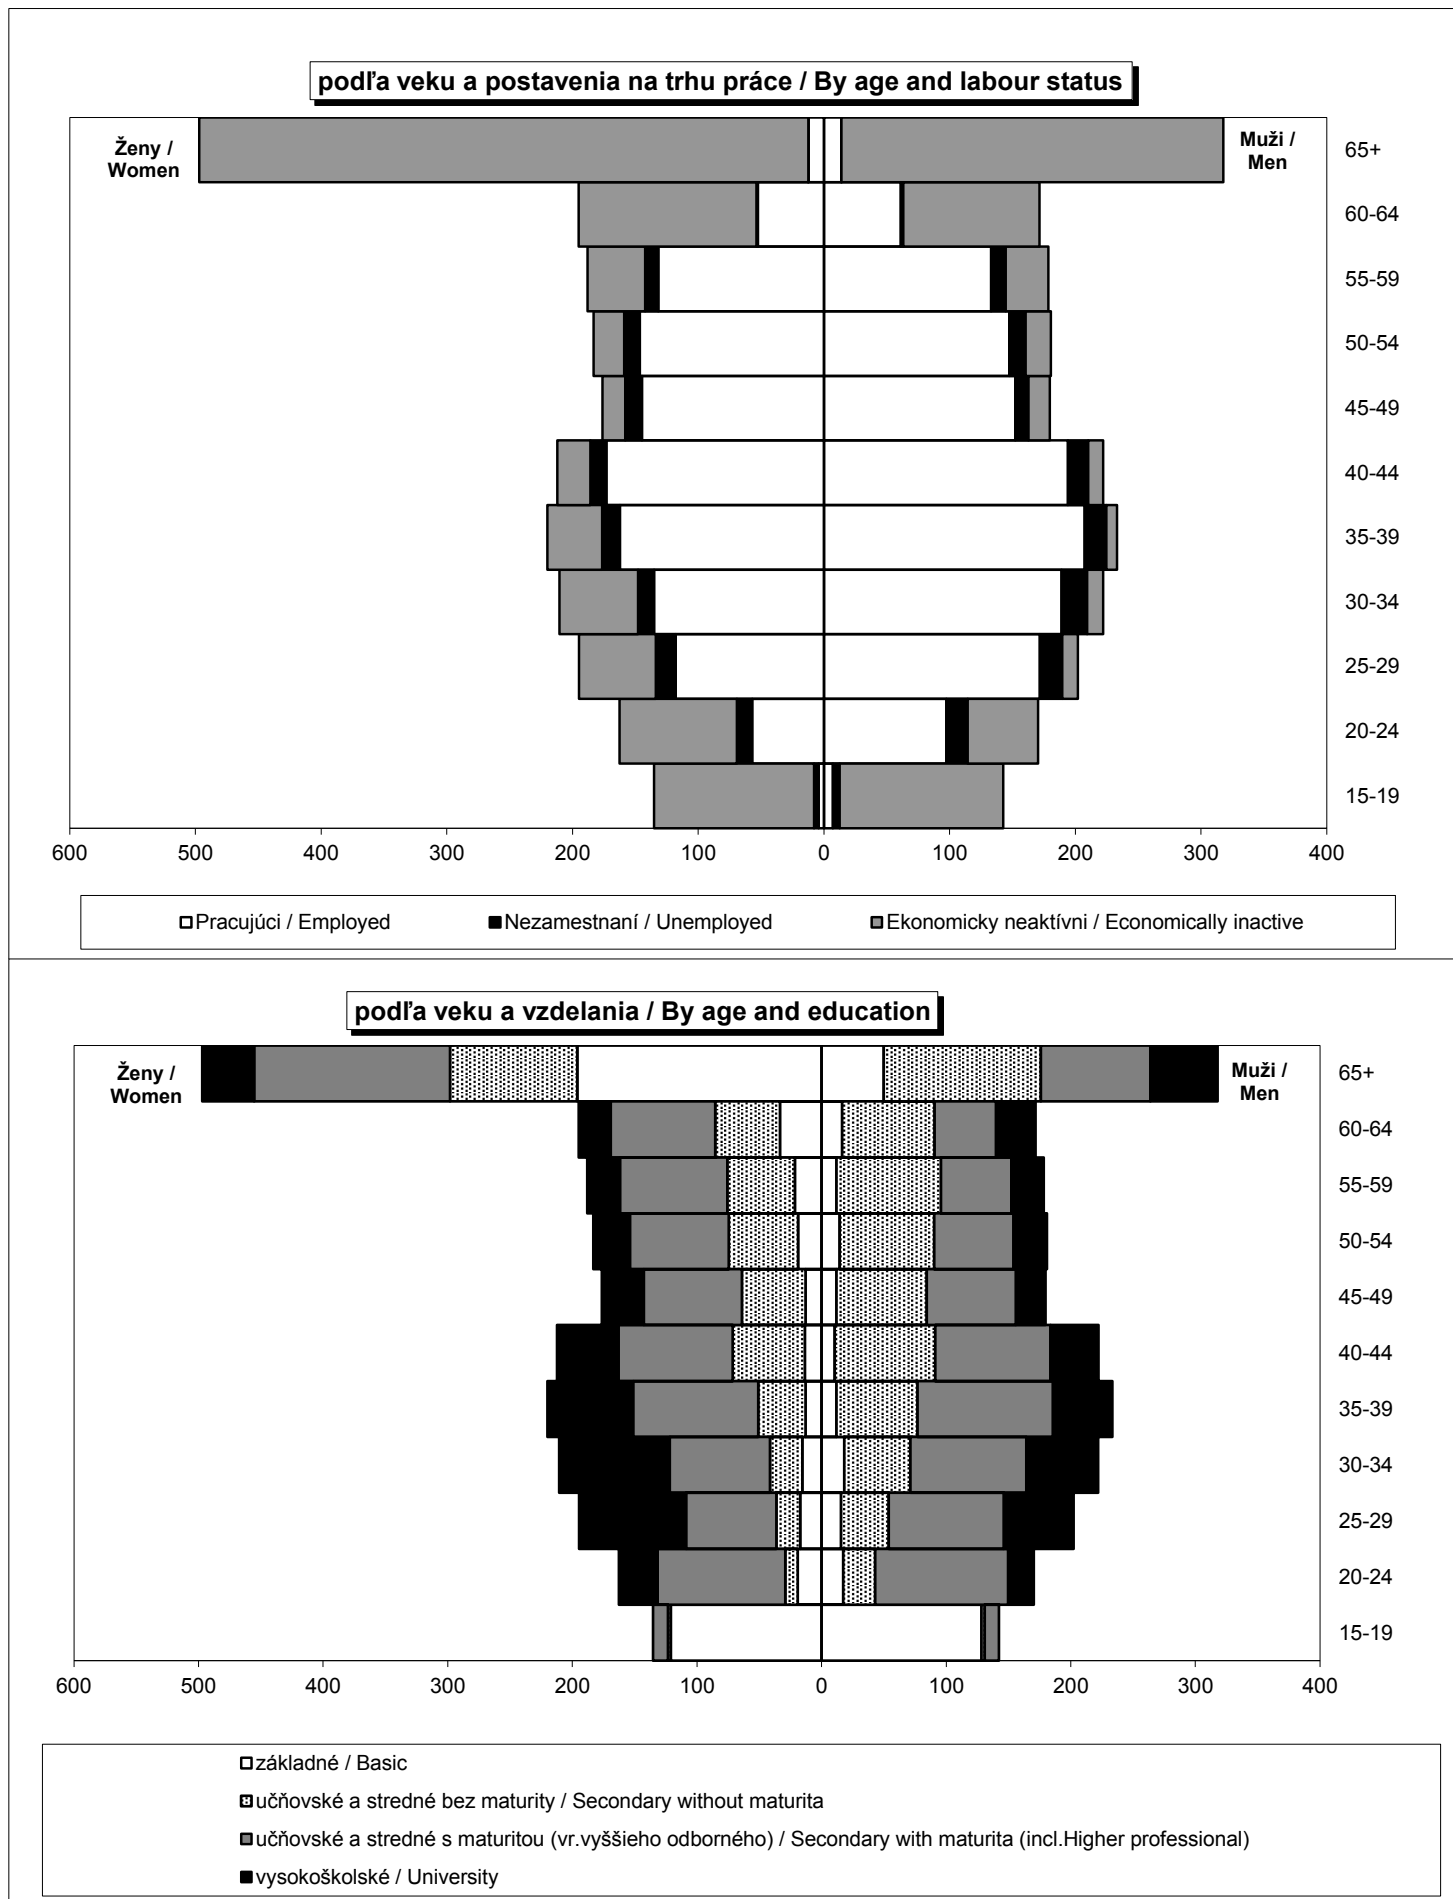 podľa veku a postavenia na trhu práce / By age and labour status
Ženy /
Women
Muži /
Men
65+
60-64
55-59
50-54
45-49
40-44
35-39
30-34
25-29
20-24
15-19
600 500 400 300 200 100 0 100 200 300 400
Pracujúci / Employed Nezamestnaní / Unemployed Ekonomicky neaktívni / Economically inactive
podľa veku a vzdelania / By age and education
Ženy /
Women
Muži /
Men
65+
60-64
55-59
50-54
45-49
40-44
35-39
30-34
25-29
20-24
15-19
600 500 400 300 200 100 0 100 200 300 400
základné / Basic
učňovské a stredné bez maturity / Secondary without maturita
učňovské a stredné s maturitou (vr.vyššieho odborného) / Secondary with maturita (incl.Higher professional)
vysokoškolské / University